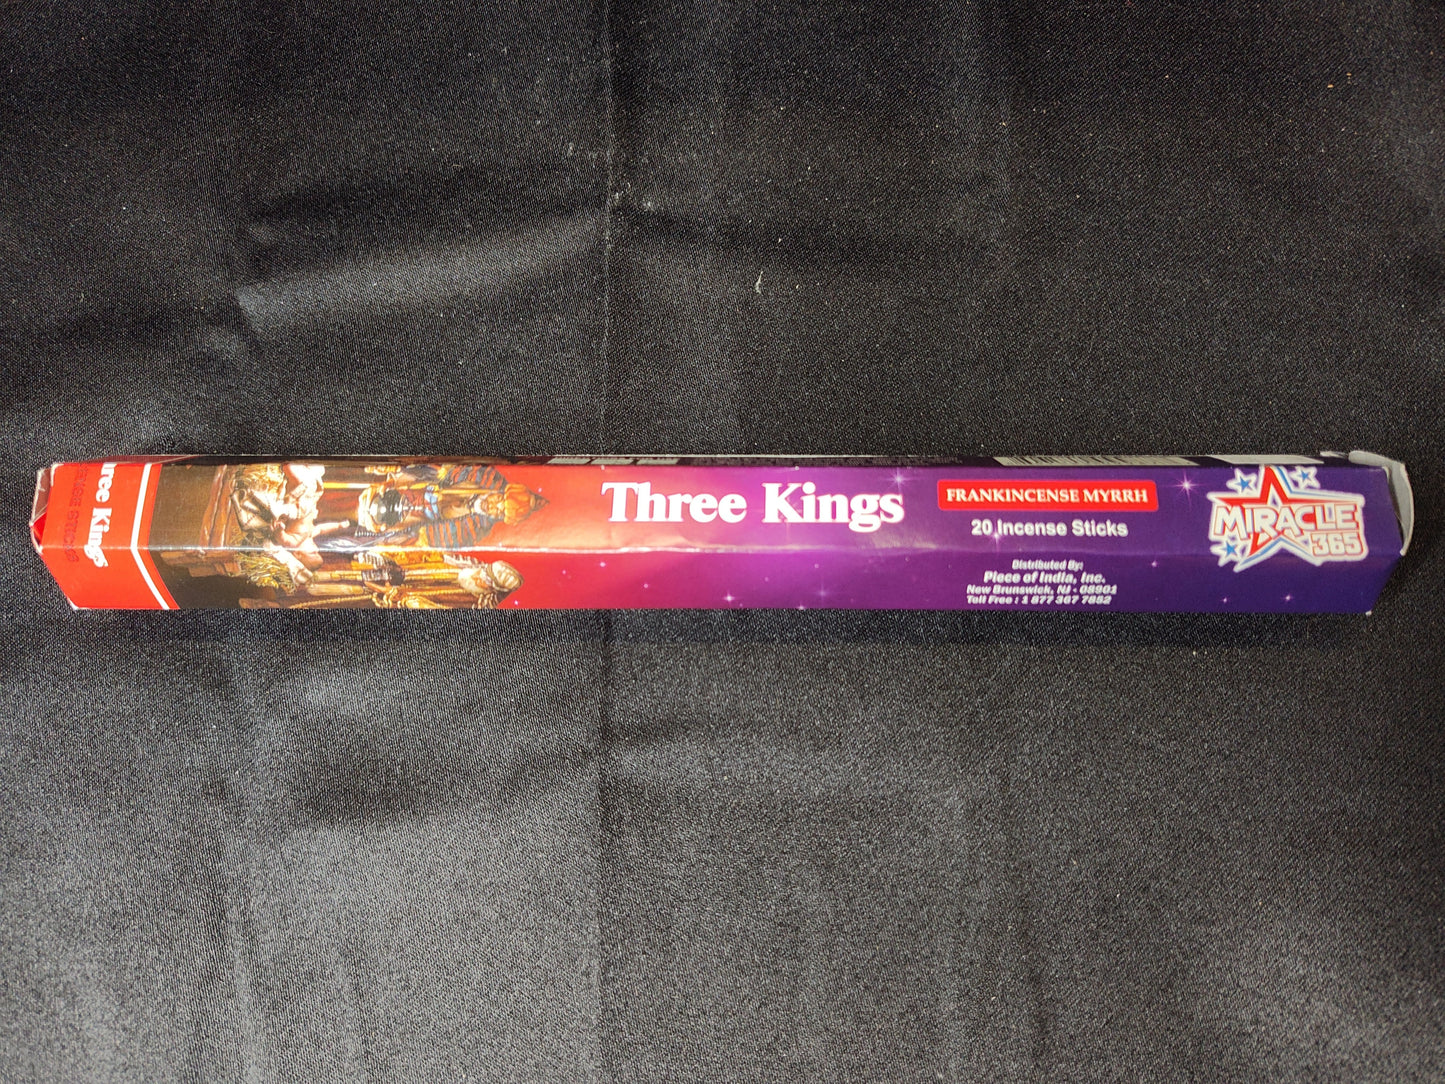 Three Kings
FRANKINCENSE MYRRH
20 Incense Sticks
Distributed By:
Piece of India, Inc.
New Brunswick, NJ - 08901
Toll Free : 1 877 367 7852
MIRACLE
365
Kings